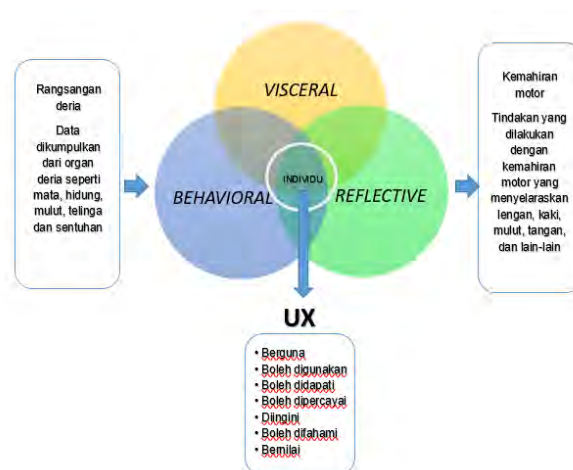 Rangsangan
deria
Data
dikumpulkan
dari organ
deria seperti
mata, hidung,
mulut, telinga
dan sentuhan
VISCERAL
BEHAVIORAL
INDIVIDU
REFLECTIVE
Kemahiran
motor
Tindakan yang
dilakukan
dengan
kemahiran
motor yang
menyelaraskan
lengan, kaki,
mulut, tangan,
dan lain-lain
UX
• Berguna
• Boleh digunakan
• Boleh didapati
• Boleh dipercayai
• Diingini
• Boleh difahami
• Bernilai